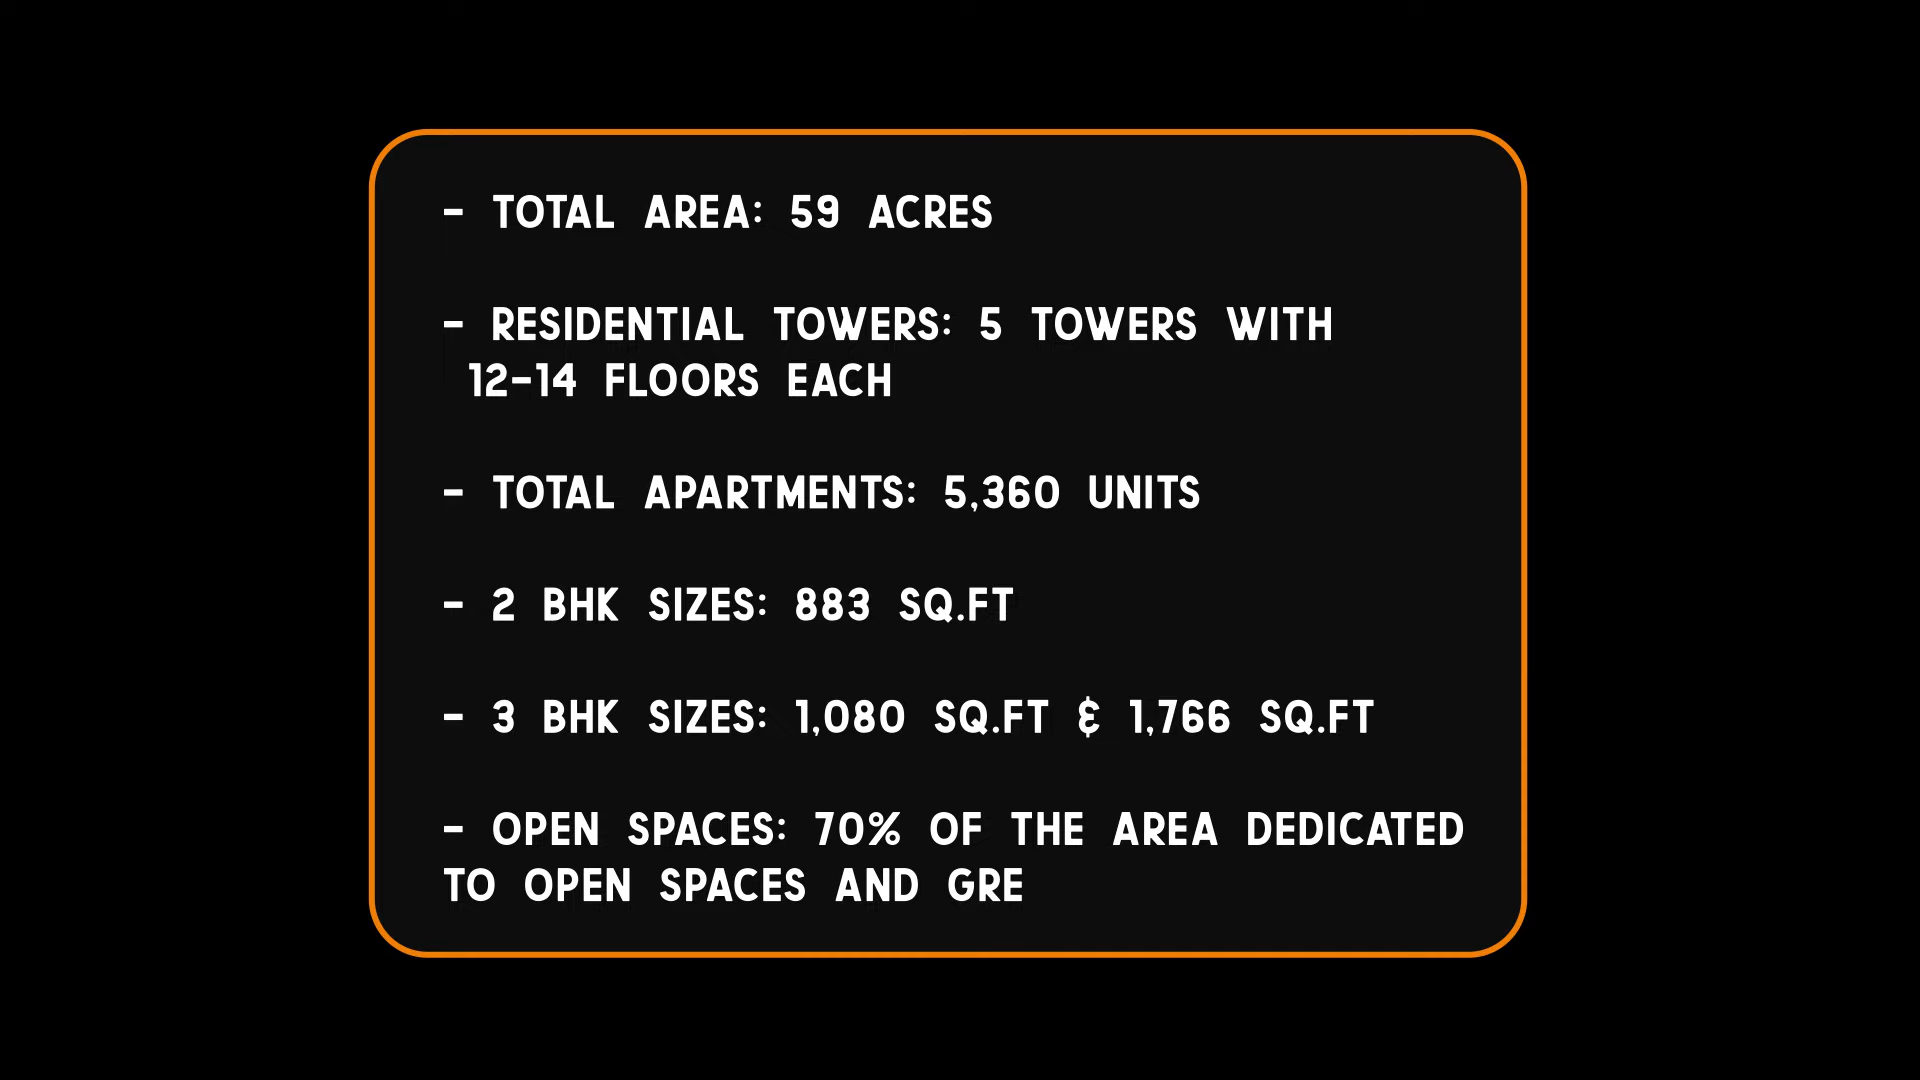 - TOTAL AREA: 59 ACRES
- RESIDENTIAL TOWERS: 5 TOWERS WITH
12-14 FLOORS EACH
- TOTAL APARTMENTS: 5,360 UNITS
- 2 BHK SIZES: 883 SQ.FT
- 3 BHK SIZES: 1,080 SQ.FT & 1,766 SQ.FT
- OPEN SPACES: 70% OF THE AREA DEDICATED
TO OPEN SPACES AND GRE